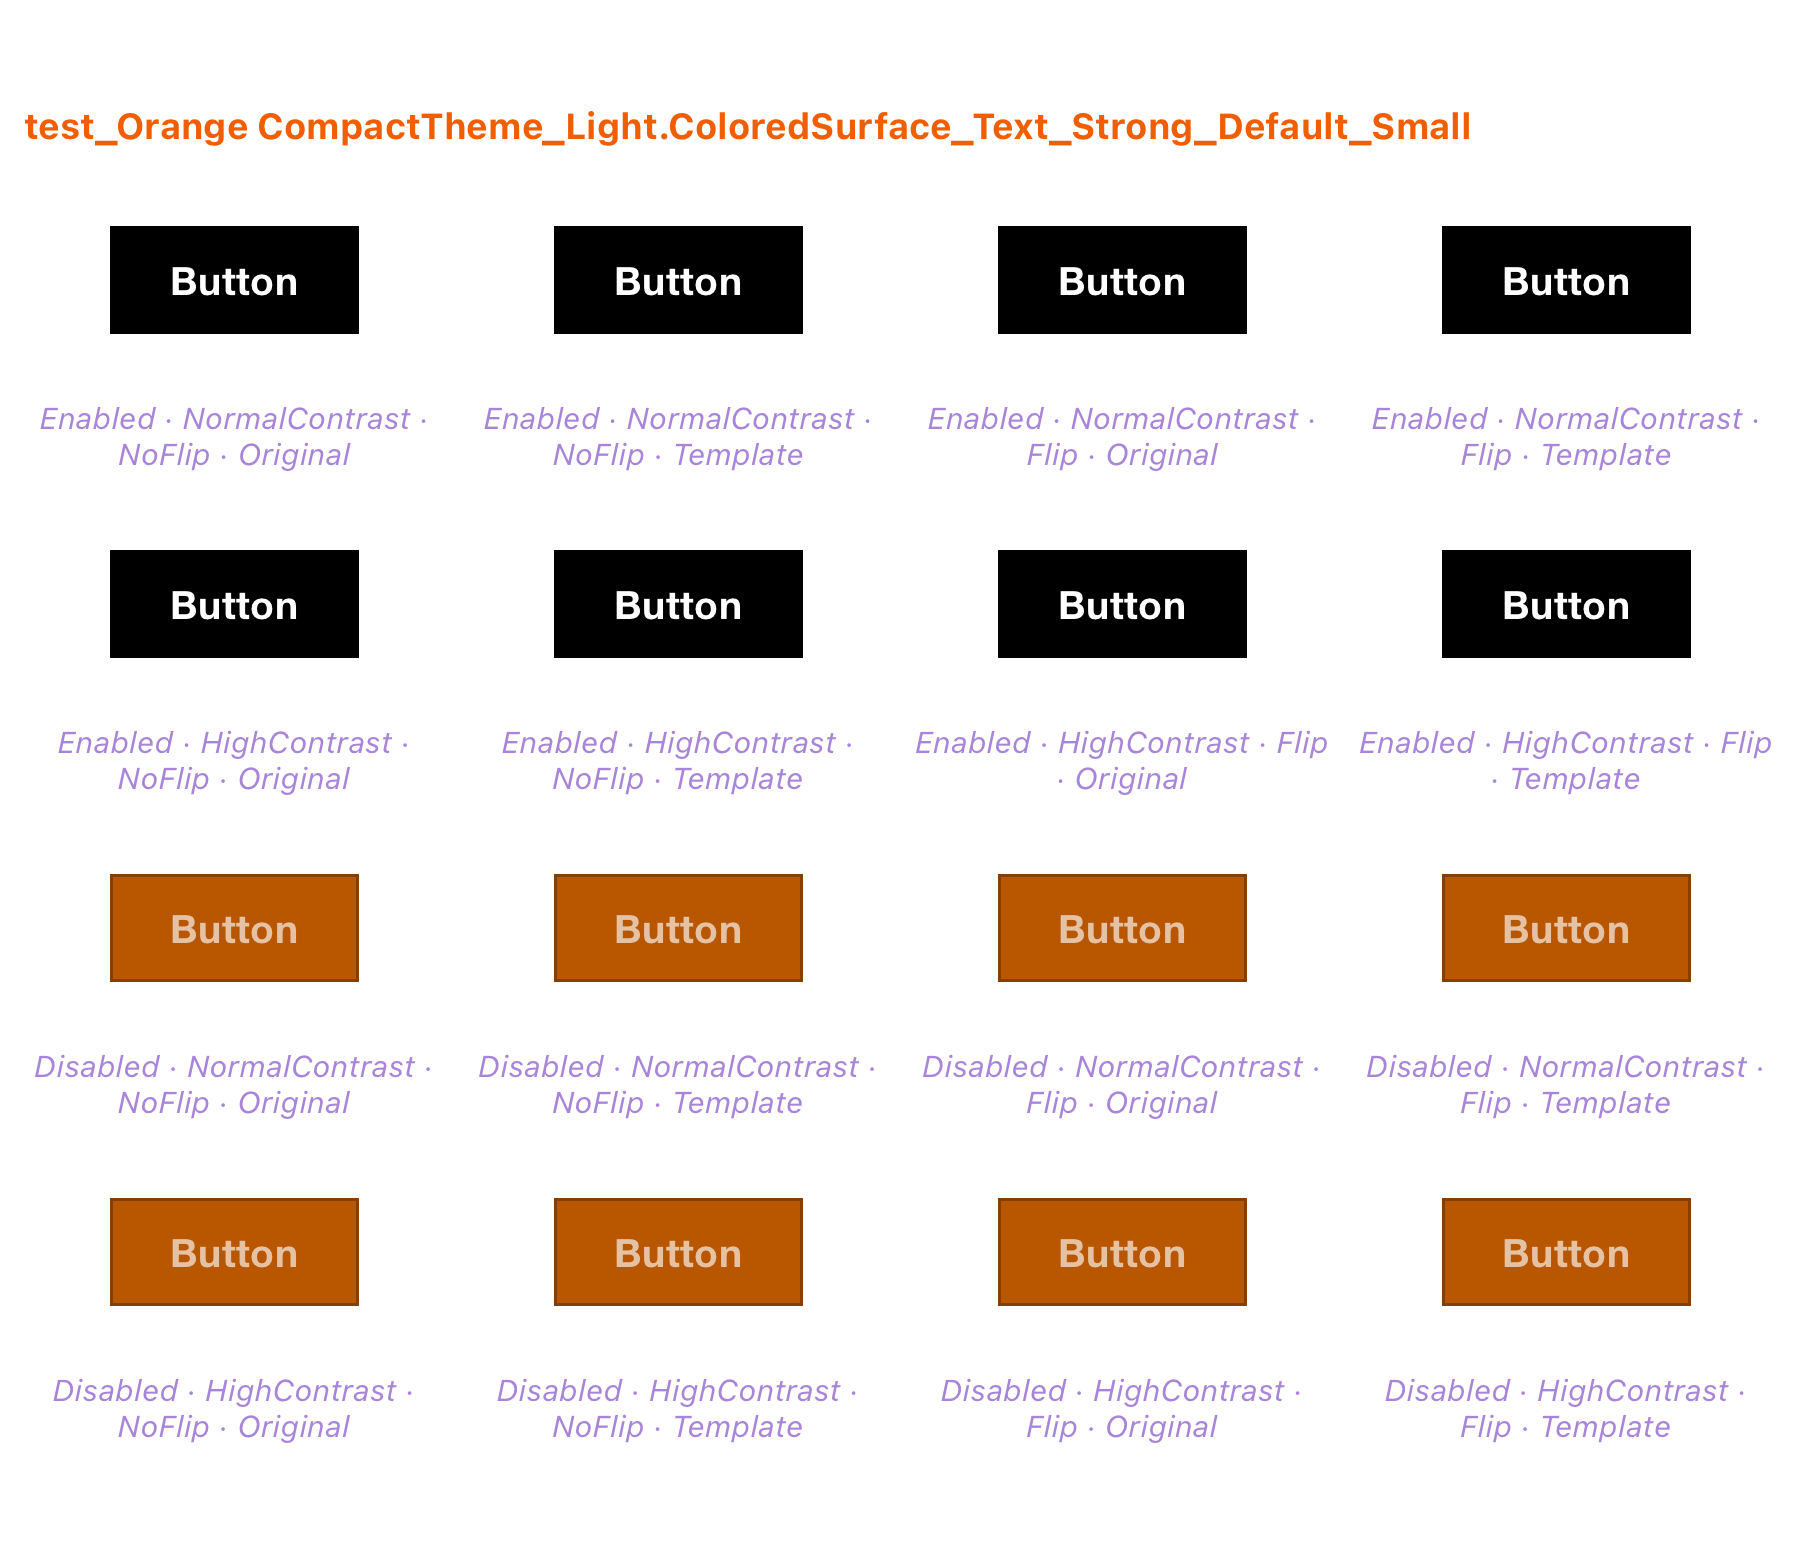 test_Orange CompactTheme_Light.ColoredSurface_Text_Strong_Default_Small
Button
Button
Button
Button
Enabled · NormalContrast ·
NoFlip · Original
Enabled · NormalContrast ·
NoFlip · Template
Enabled · NormalContrast ·
Flip · Original
Enabled · NormalContrast ·
Flip · Template
Button
Button
Button
Button
Enabled · HighContrast ·
NoFlip · Original
Enabled · HighContrast ·
NoFlip · Template
Enabled · HighContrast · Flip
· Original
Enabled · HighContrast · Flip
· Template
Button
Button
Button
Button
Disabled · NormalContrast ·
NoFlip · Original
Disabled · NormalContrast ·
NoFlip · Template
Disabled · NormalContrast ·
Flip · Original
Disabled · NormalContrast ·
Flip · Template
Button
Button
Button
Button
Disabled · HighContrast ·
NoFlip · Original
Disabled · HighContrast ·
NoFlip · Template
Disabled · HighContrast ·
Flip · Original
Disabled · HighContrast ·
Flip · Template